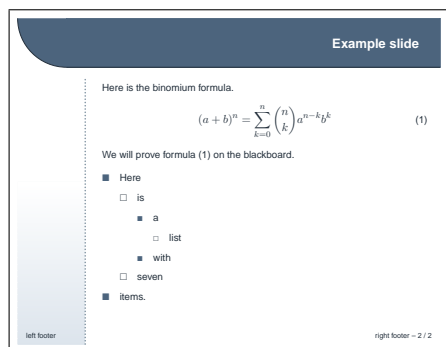 Example slide
Here is the binomium formula.
(a + b)^n = \sum_{k=0}^{n} \binom{n}{k} a^{n-k} b^k (1)
We will prove formula (1) on the blackboard.
■ Here
□ is
■ a
□ list
■ with
□ seven
■ items.
left footer right footer – 2 / 2